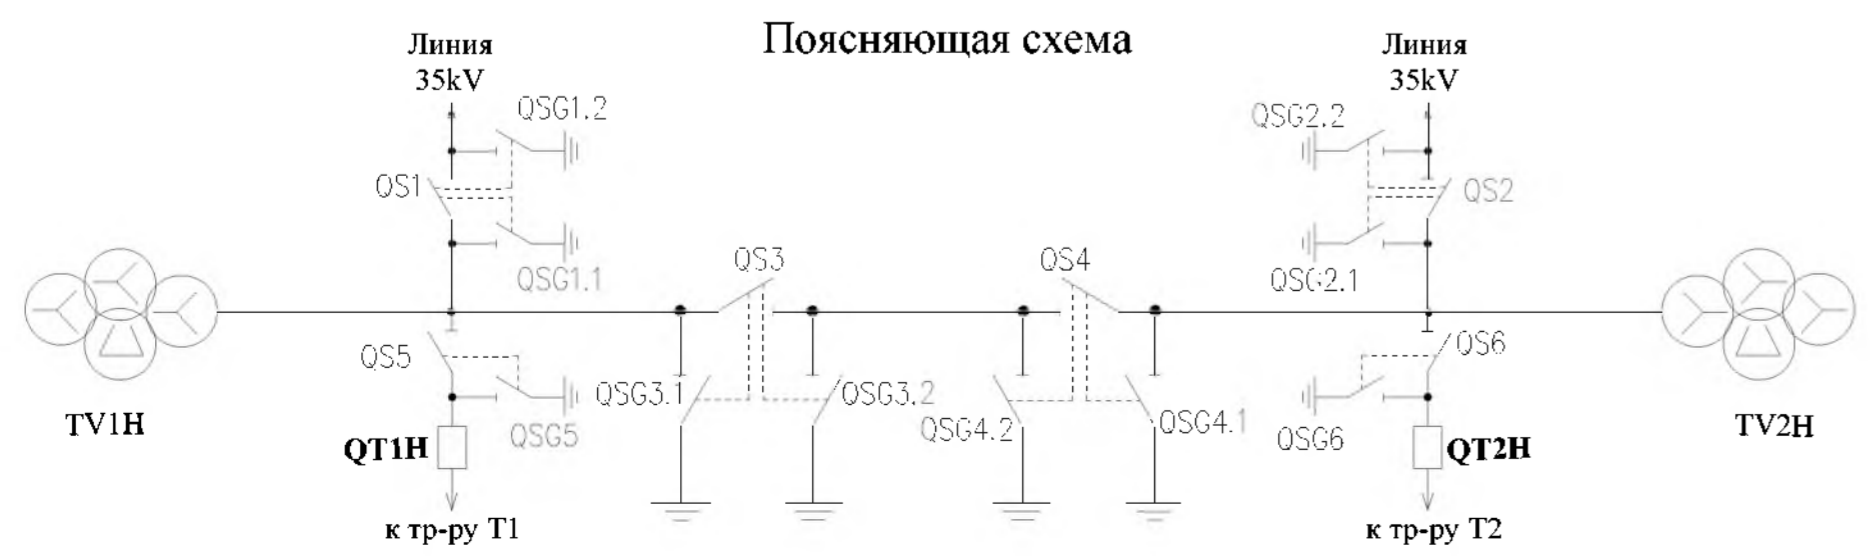 Поясняющая схема
Линия
35kV
Линия
35kV
QSG1.2
QSG2.2
QS1
QS2
QSG1.1
QSG2.1
QS3
QS4
QS5
QS6
QSG3.1
QSG3.2
QSG4.2
QSG4.1
QSG5
QSG6
TV1H
TV2H
QT1H
QT2H
к тр-ру Т1
к тр-ру Т2